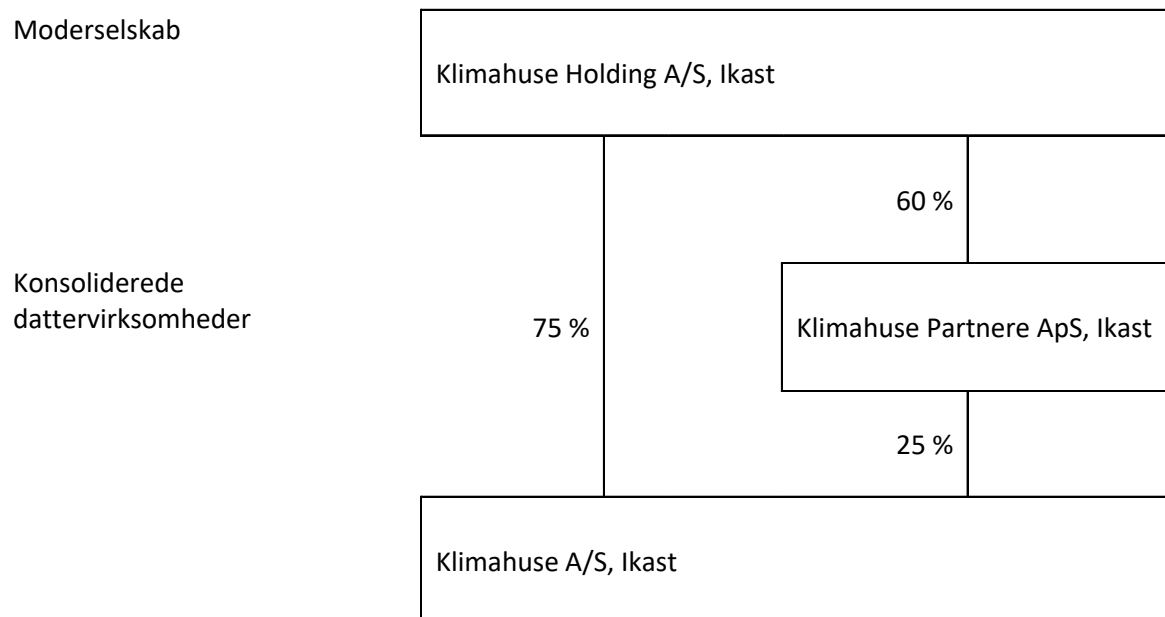 Moderselskab
Klimahuse Holding A/S, Ikast
60 %
Konsoliderede
dattervirksomheder
75 %
Klimahuse Partnere ApS, Ikast
25 %
Klimahuse A/S, Ikast